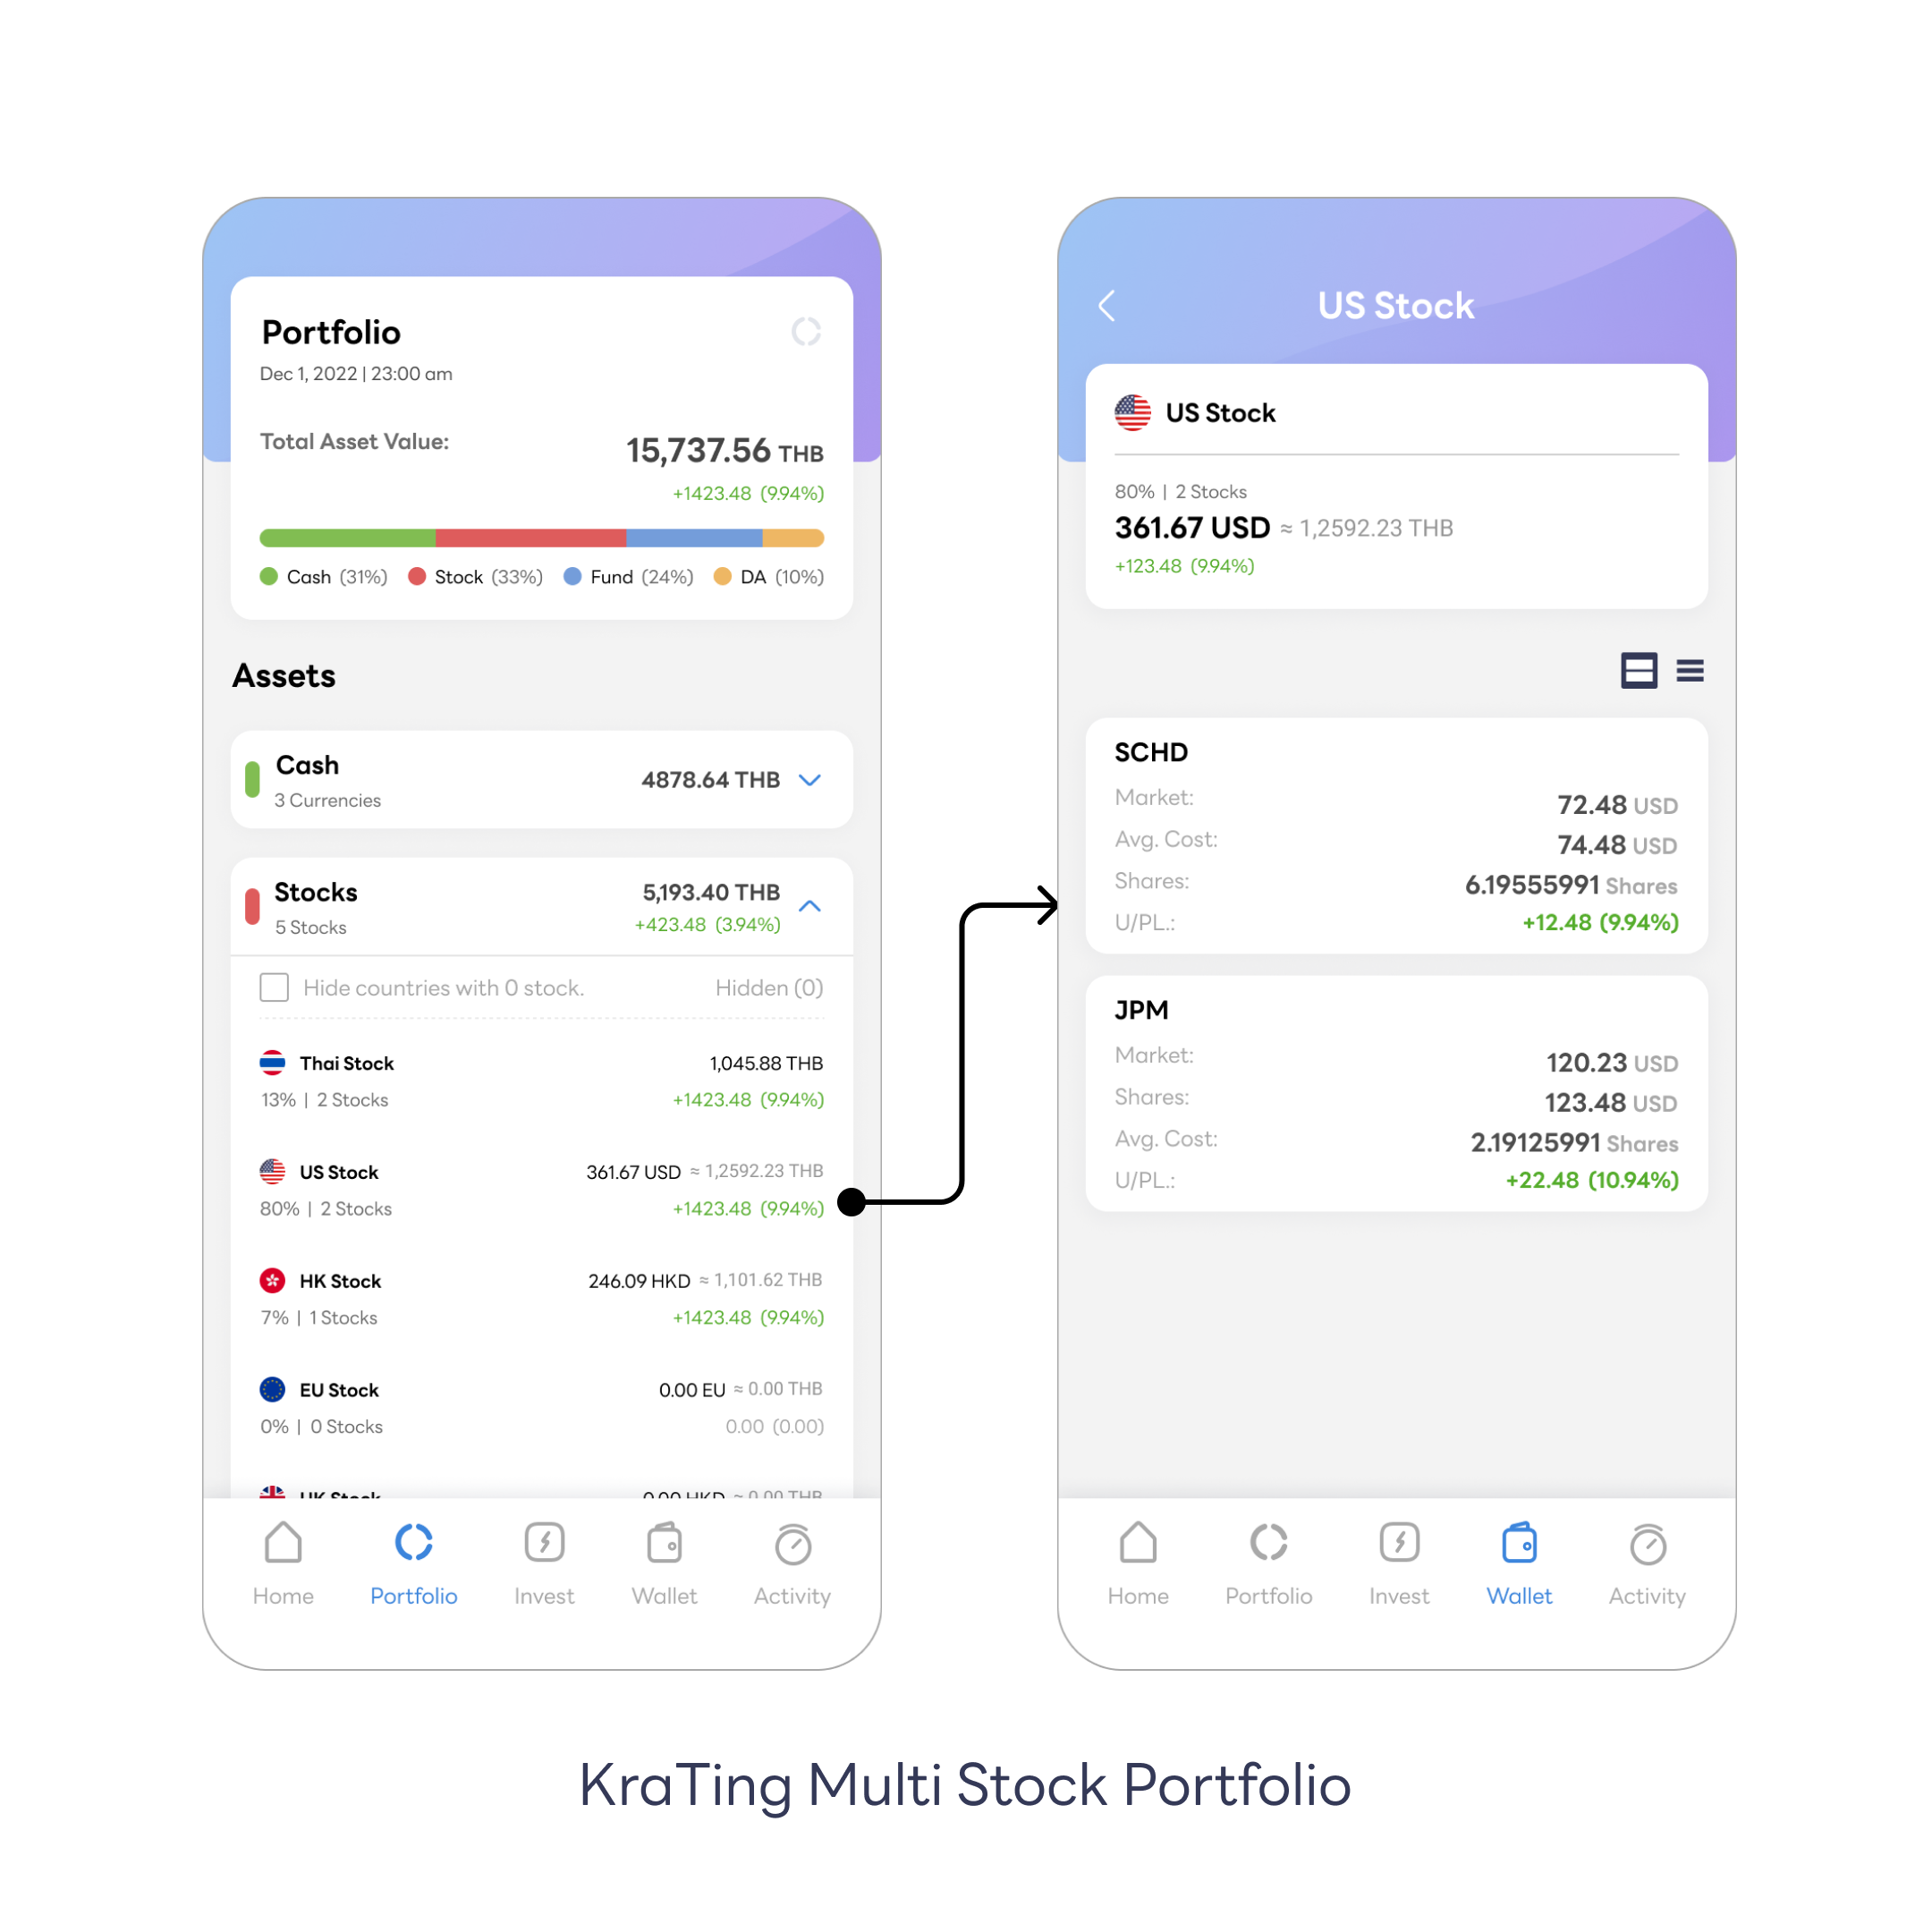 Portfolio
Dec 1, 2022 | 23:00 am
Total Asset Value:
15,737.56 THB
+1423.48 (9.94%)
Cash (31%) Stock (33%) Fund (24%) DA (10%)
Assets
Cash
3 Currencies
4878.64 THB
Stocks
5 Stocks
5,193.40 THB
+423.48 (3.94%)
Hide countries with 0 stock. Hidden (0)
Thai Stock 1,045.88 THB
13% | 2 Stocks +1423.48 (9.94%)
US Stock 361.67 USD ≈ 1,2592.23 THB
80% | 2 Stocks +1423.48 (9.94%)
HK Stock 246.09 HKD ≈ 1,101.62 THB
7% | 1 Stocks +1423.48 (9.94%)
EU Stock 0.00 EU ≈ 0.00 THB
0% | 0 Stocks 0.00 (0.00)
UK Stock 0.00 HKD ≈ 0.00 THB
Home Portfolio Invest Wallet Activity
US Stock
US Stock
80% | 2 Stocks
361.67 USD ≈ 1,2592.23 THB
+123.48 (9.94%)
SCHD
Market: 72.48 USD
Avg. Cost: 74.48 USD
Shares: 6.19555991 Shares
U/PL.: +12.48 (9.94%)
JPM
Market: 120.23 USD
Shares: 123.48 USD
Avg. Cost: 2.19125991 Shares
U/PL.: +22.48 (10.94%)
Home Portfolio Invest Wallet Activity
KraTing Multi Stock Portfolio